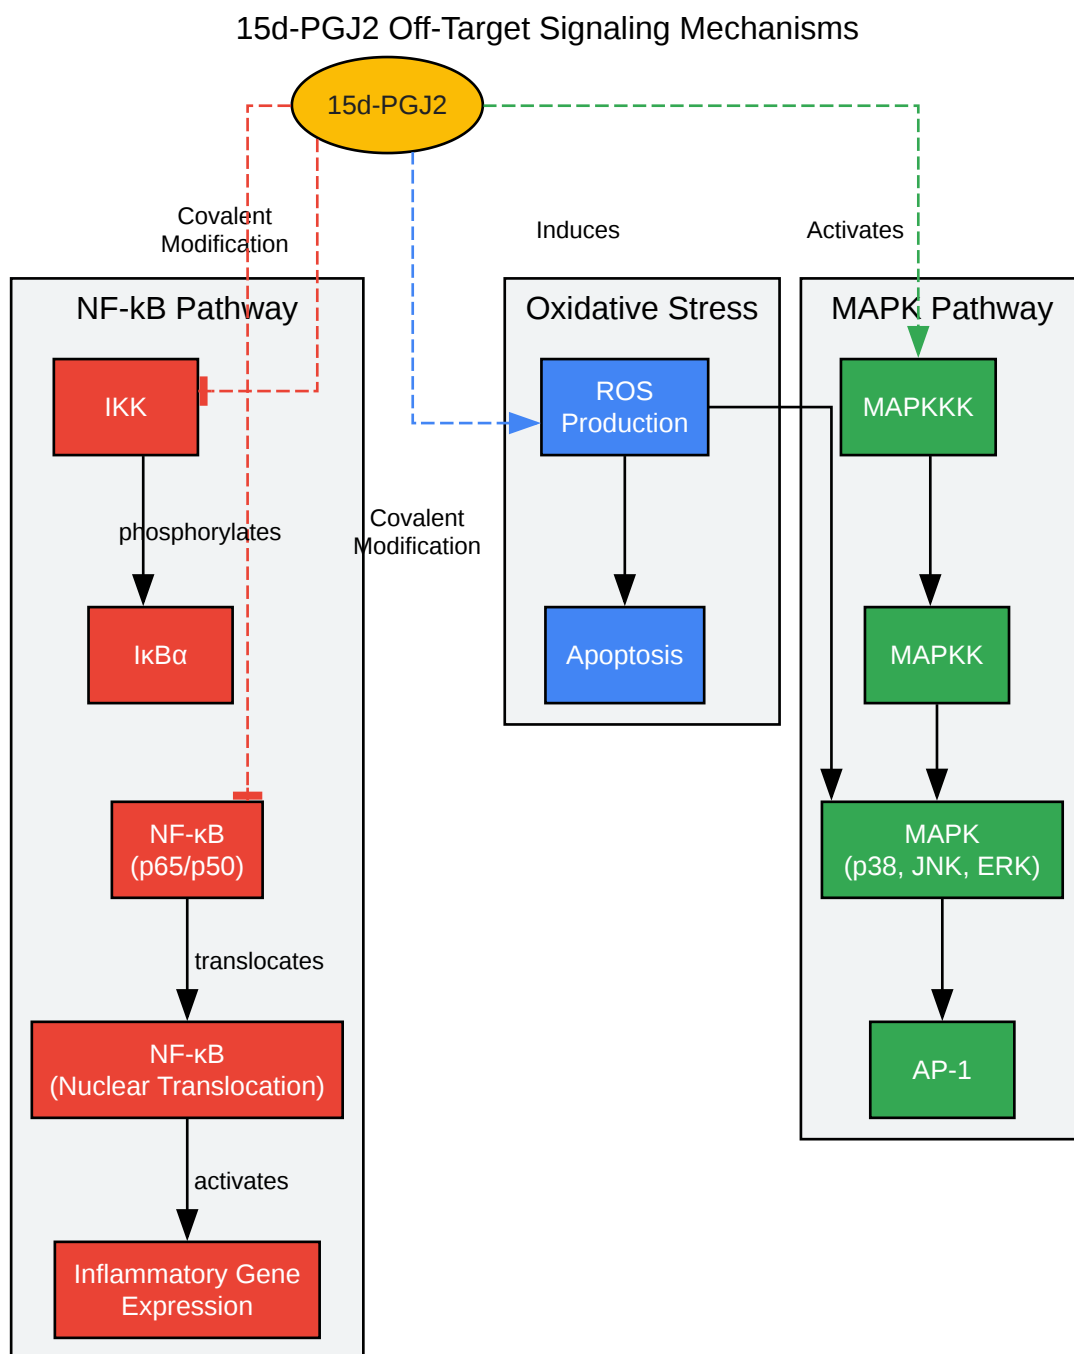 15d-PGJ2 Off-Target Signaling Mechanisms
15d-PGJ2
Covalent
Modification
Induces
Activates
NF-kB Pathway
Oxidative Stress
MAPK Pathway
IKK
ROS
Production
MAPKKK
phosphorylates
Covalent
Modification
IκBα
Apoptosis
MAPKK
NF-κB
(p65/p50)
MAPK
(p38, JNK, ERK)
translocates
NF-κB
(Nuclear Translocation)
AP-1
activates
Inflammatory Gene
Expression